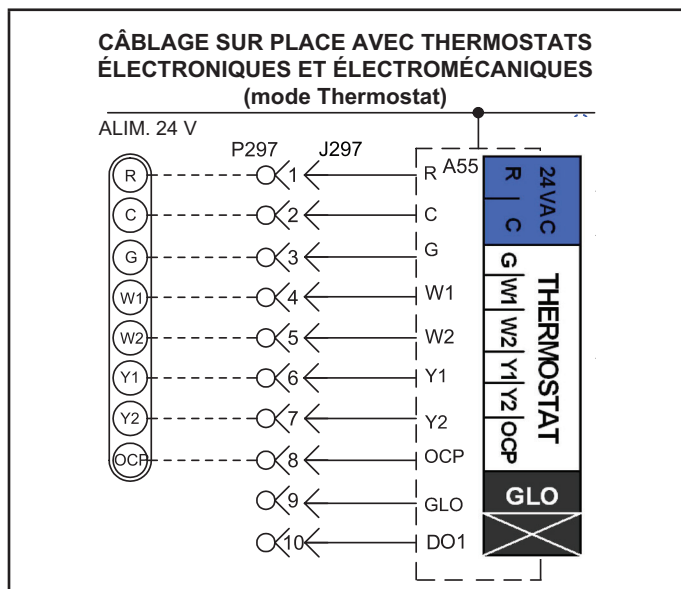 CÂBLAGE SUR PLACE AVEC THERMOSTATS
ÉLECTRONIQUES ET ÉLECTROMÉCANIQUES
(mode Thermostat)
ALIM. 24 V
P297 J297
A55
R 1 R
C 2 C
G 3 G
W1 4 W1
W2 5 W2
Y1 6 Y1
Y2 7 Y2
OCP 8 OCP
9 GLO
10 DO1
24VAC
R C
THERMOSTAT
G W1 W2 Y1 Y2 OCP
GLO